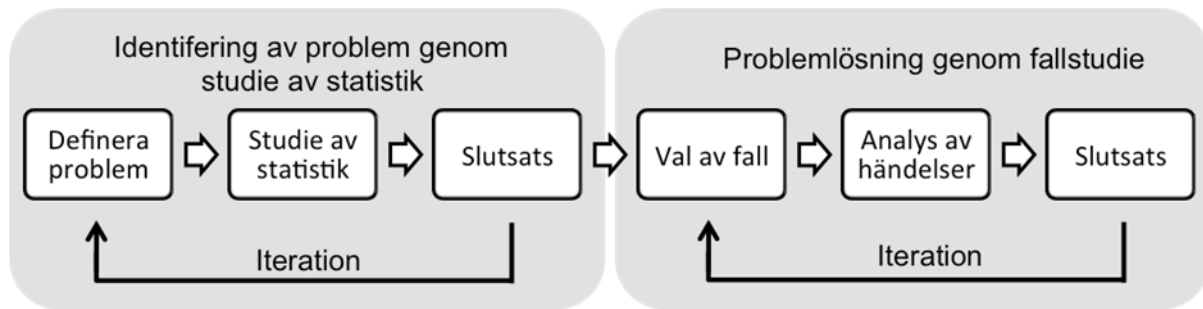 Identifering av problem genom
studie av statistik
Definera
problem
Studie av
statistik
Slutsats
Iteration
Problemlösning genom fallstudie
Val av fall
Analys av
händelser
Slutsats
Iteration